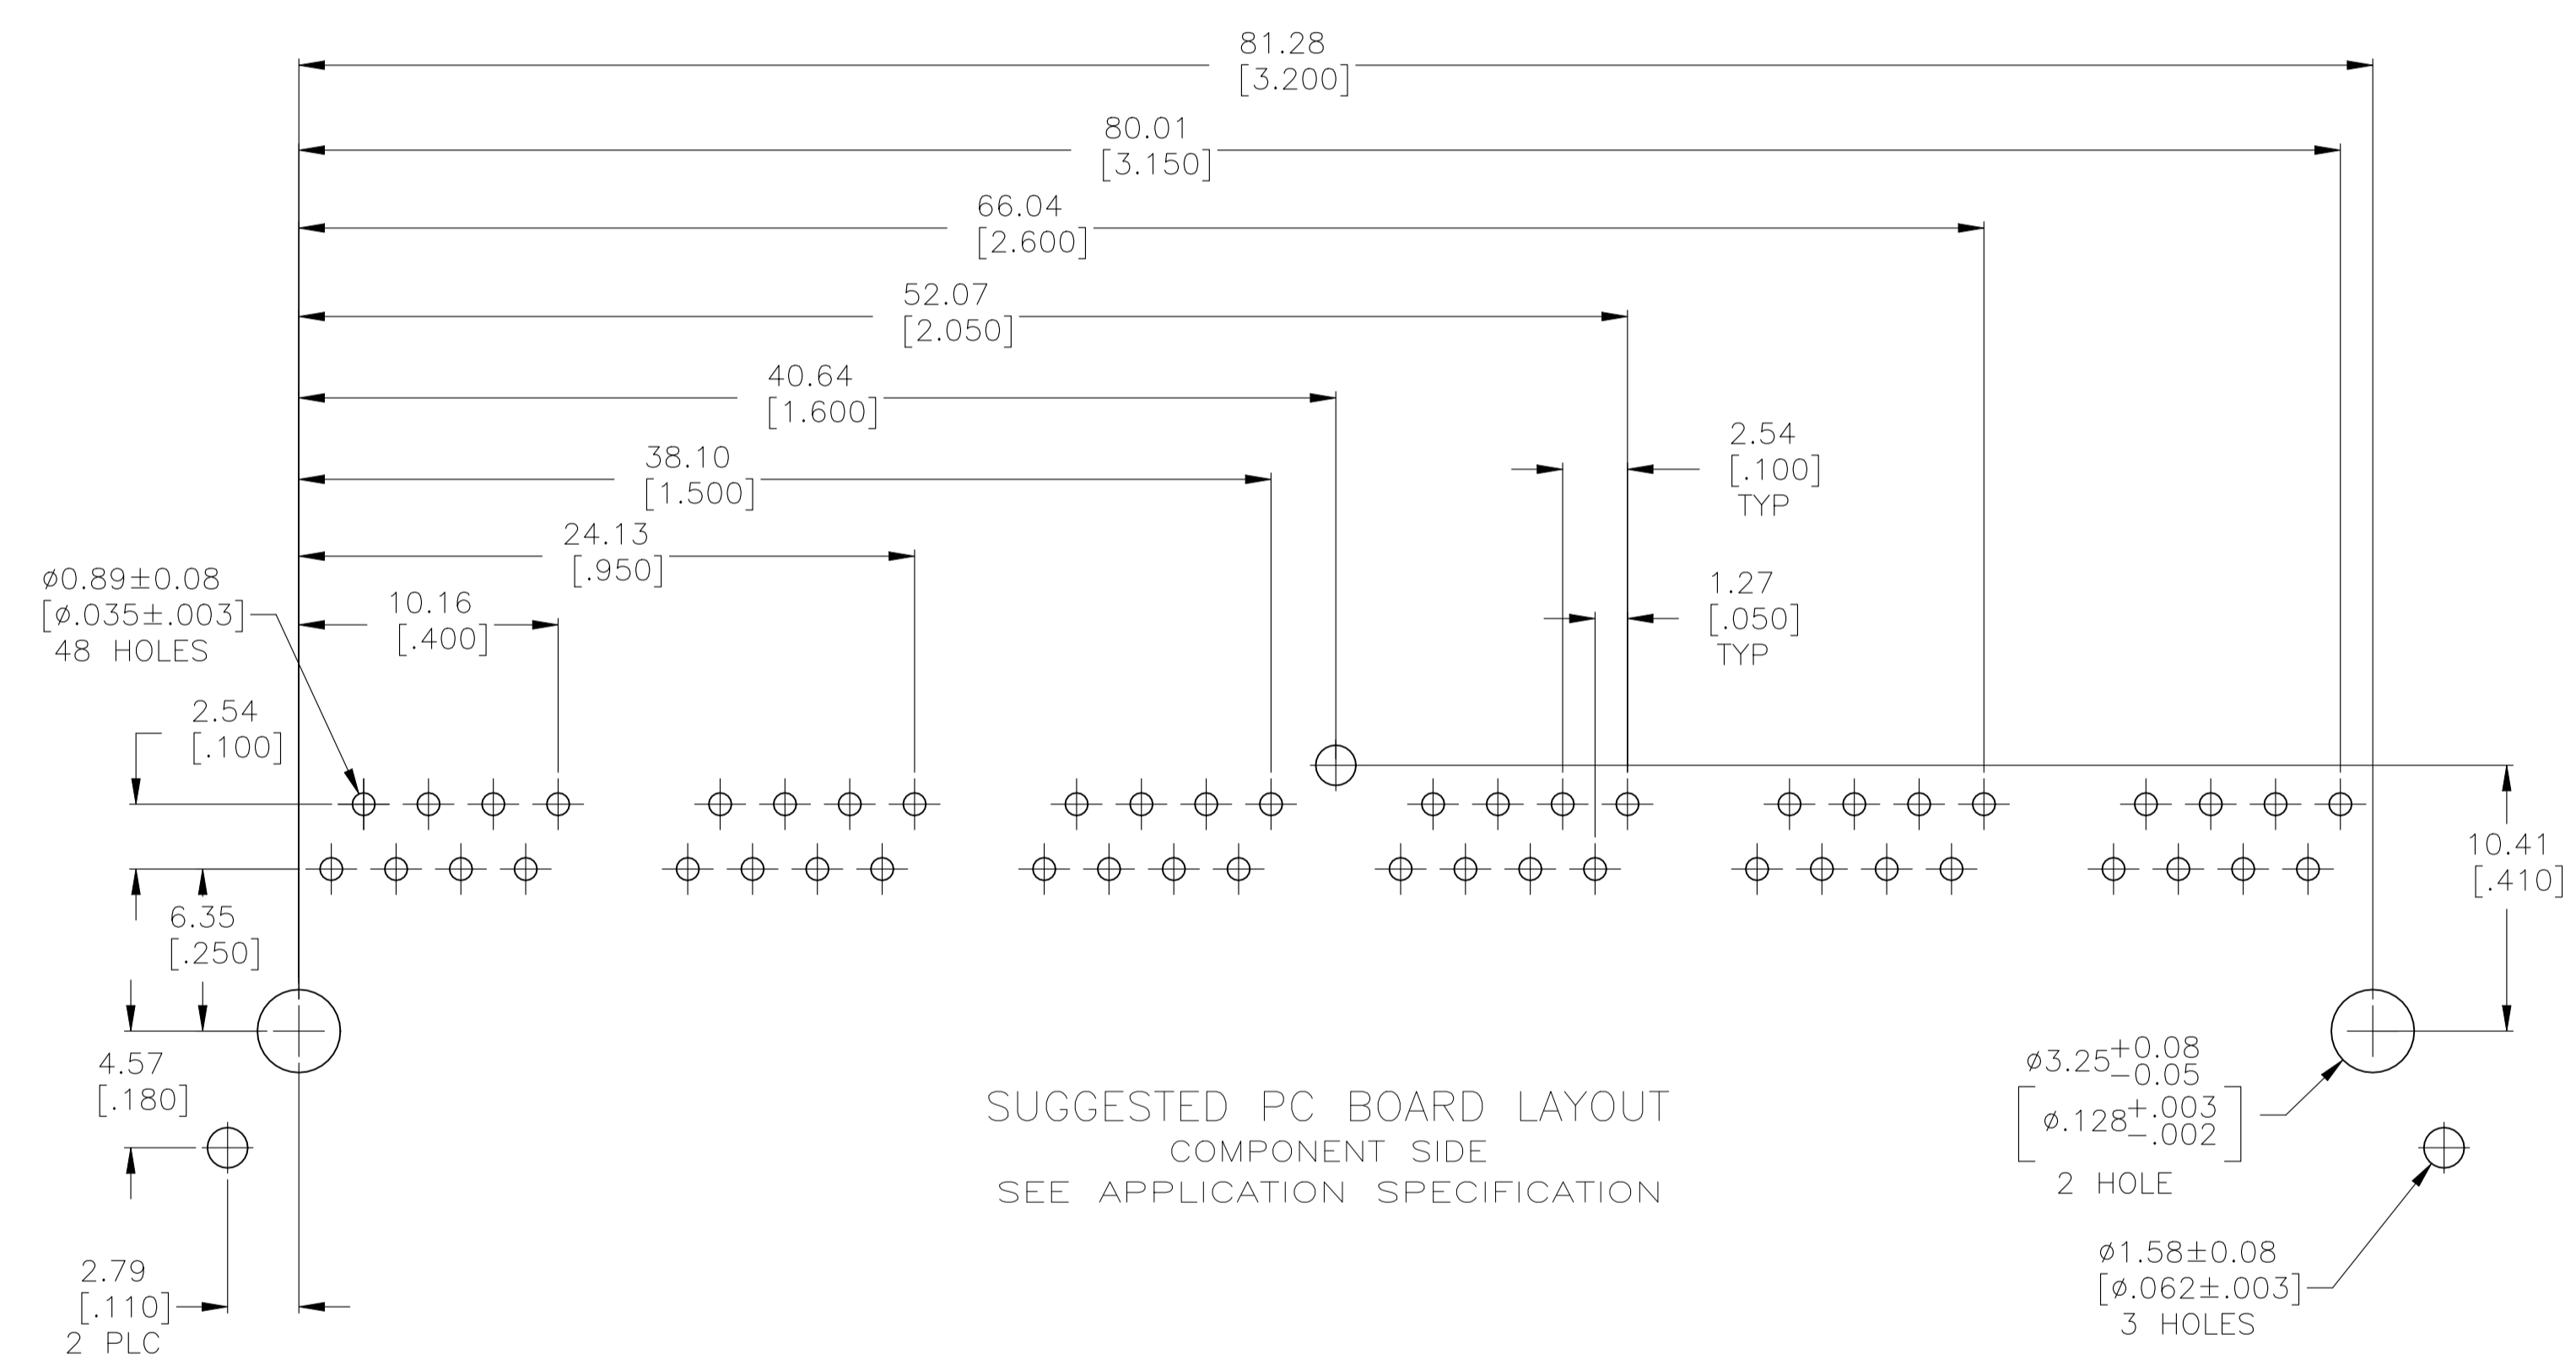 81.28
[3.200]
80.01
[3.150]
66.04
[2.600]
52.07
[2.050]
40.64
[1.600]
38.10
[1.500]
2.54
[.100]
TYP
24.13
[.950]
1.27
[.050]
TYP
ø0.89±0.08
[ø.035±.003]
48 HOLES
10.16
[.400]
2.54
[.100]
10.41
[.410]
6.35
[.250]
4.57
[.180]
ø3.25+0.08
-0.05
[ø.128+.003
-.002]
2 HOLE
SUGGESTED PC BOARD LAYOUT
COMPONENT SIDE
SEE APPLICATION SPECIFICATION
2.79
[.110]
2 PLC
ø1.58±0.08
[ø.062±.003]
3 HOLES